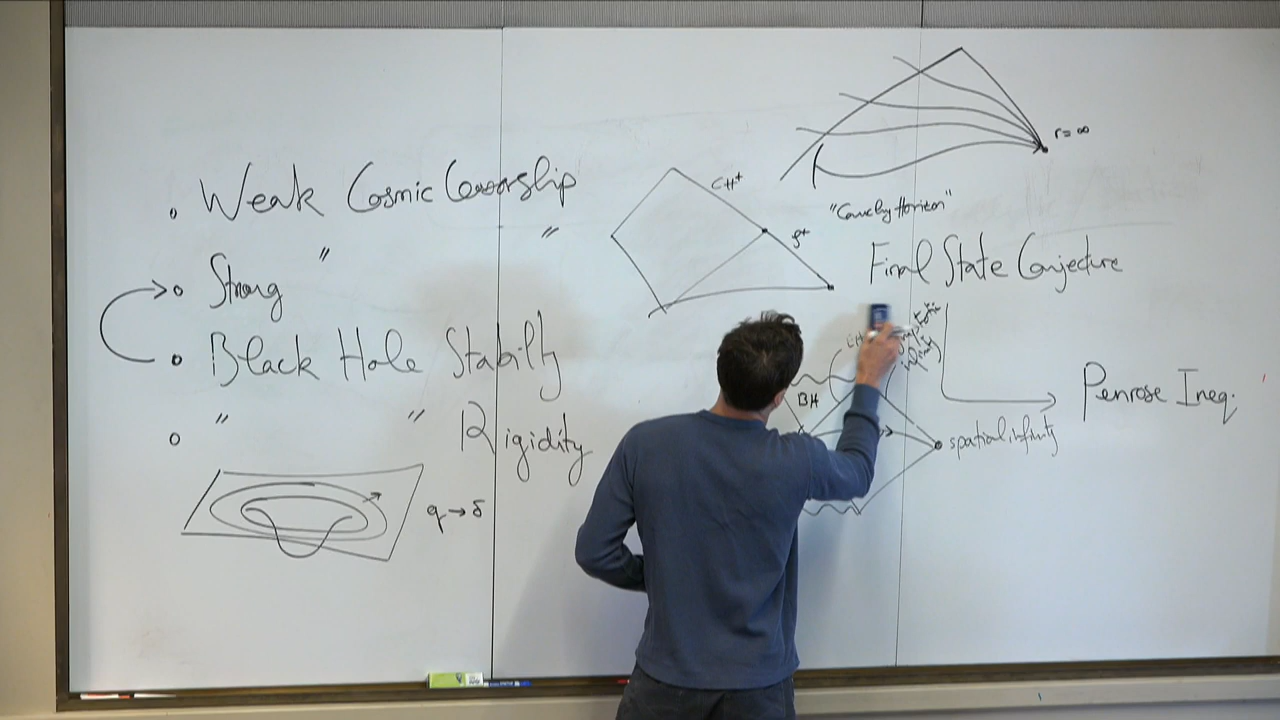 Weak Cosmic Censorship
Strong " "
Black Hole Stability
" " Rigidity
g → δ
CH⁺
𝓘⁺
r=∞
"Cauchy Horizon"
Final State Conjecture
BH
spatial infinity
Penrose Ineq.